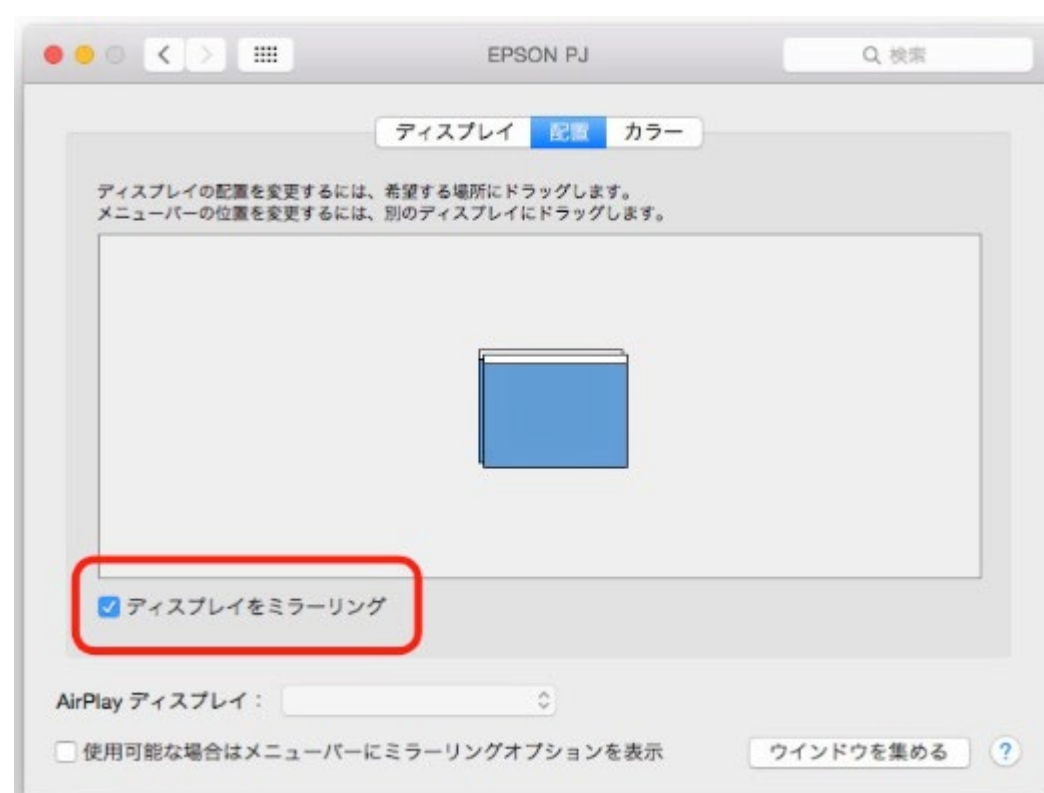 EPSON PJ
検索
ディスプレイ 配置 カラー
ディスプレイの配置を変更するには、希望する場所にドラッグします。
メニューバーの位置を変更するには、別のディスプレイにドラッグします。
ディスプレイをミラーリング
AirPlay ディスプレイ：
使用可能な場合はメニューバーにミラーリングオプションを表示
ウインドウを集める
?